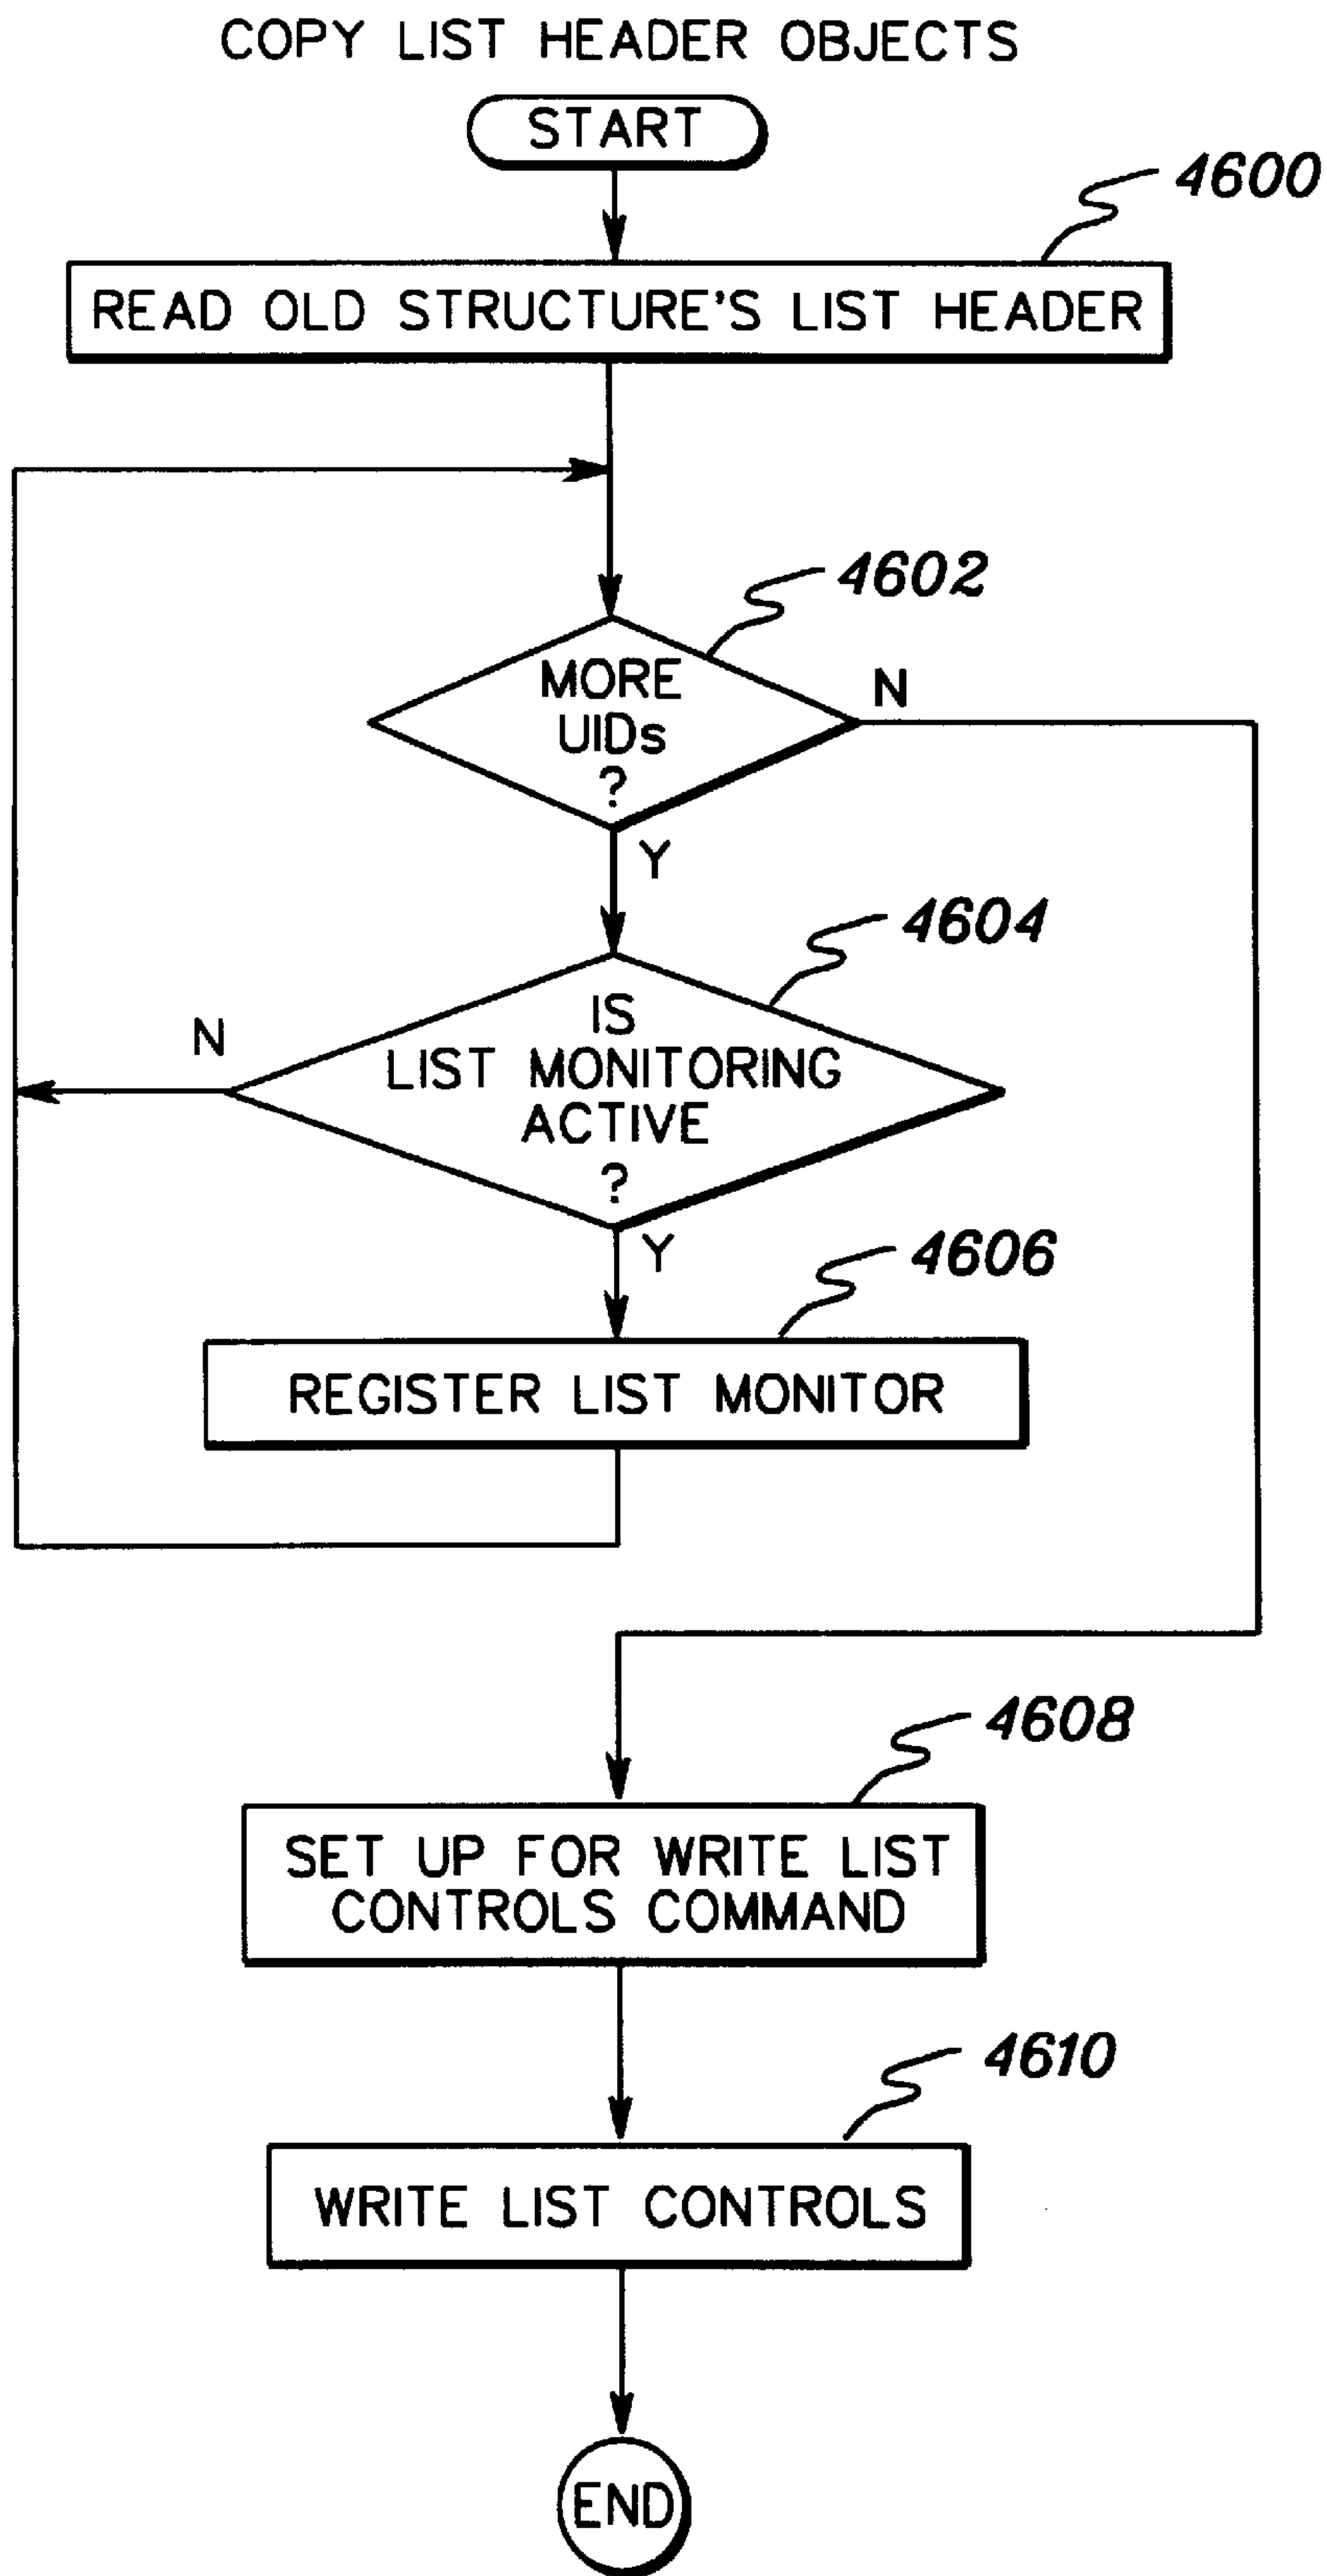 COPY LIST HEADER OBJECTS
START
4600
READ OLD STRUCTURE'S LIST HEADER
4602
MORE
UIDs
?
N
Y
4604
IS
LIST MONITORING
ACTIVE
?
N
Y
4606
REGISTER LIST MONITOR
4608
SET UP FOR WRITE LIST
CONTROLS COMMAND
4610
WRITE LIST CONTROLS
END